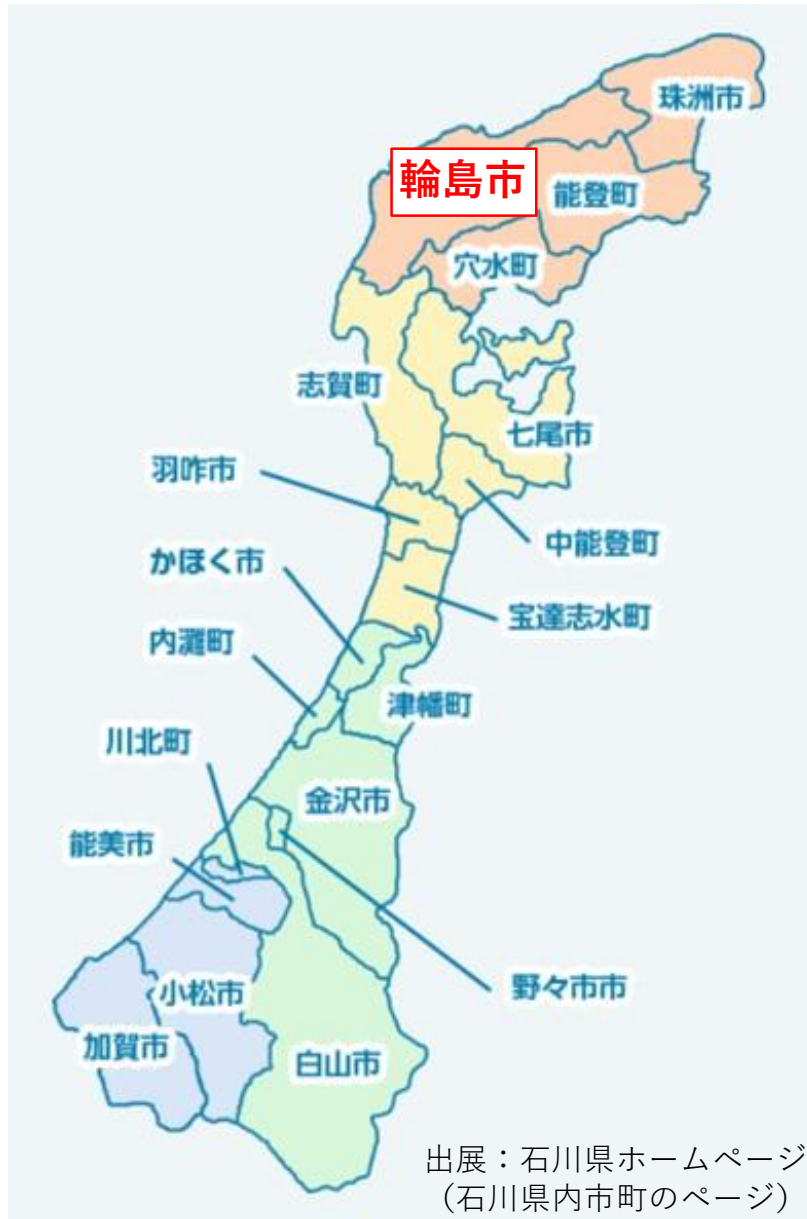 珠洲市
輪島市
能登町
穴水町
志賀町
七尾市
羽咋市
中能登町
かほく市
宝達志水町
内灘町
津幡町
川北町
金沢市
能美市
野々市市
小松市
加賀市
白山市
出展：石川県ホームページ
（石川県内市町のページ）